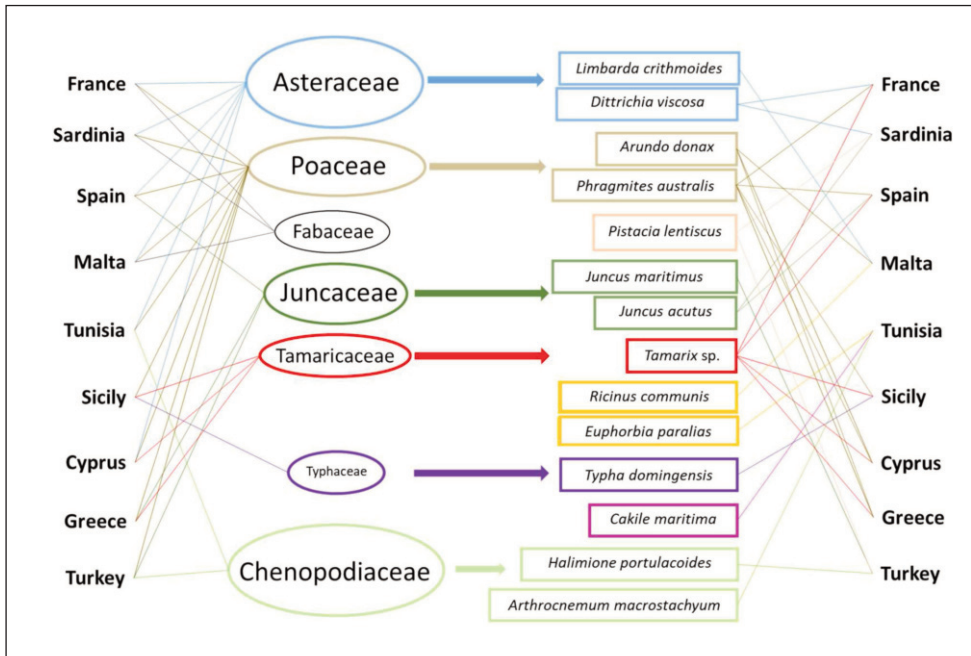 France
Sardinia
Spain
Malta
Tunisia
Sicily
Cyprus
Greece
Turkey
Asteraceae
Poaceae
Fabaceae
Juncaceae
Tamaricaceae
Typhaceae
Chenopodiaceae
Limbarda crithmoides
Dittrichia viscosa
Arundo donax
Phragmites australis
Pistacia lentiscus
Juncus maritimus
Juncus acutus
Tamarix sp.
Ricinus communis
Euphorbia paralias
Typha domingensis
Cakile maritima
Halimione portulacoides
Arthrocnemum macrostachyum
France
Sardinia
Spain
Malta
Tunisia
Sicily
Cyprus
Greece
Turkey